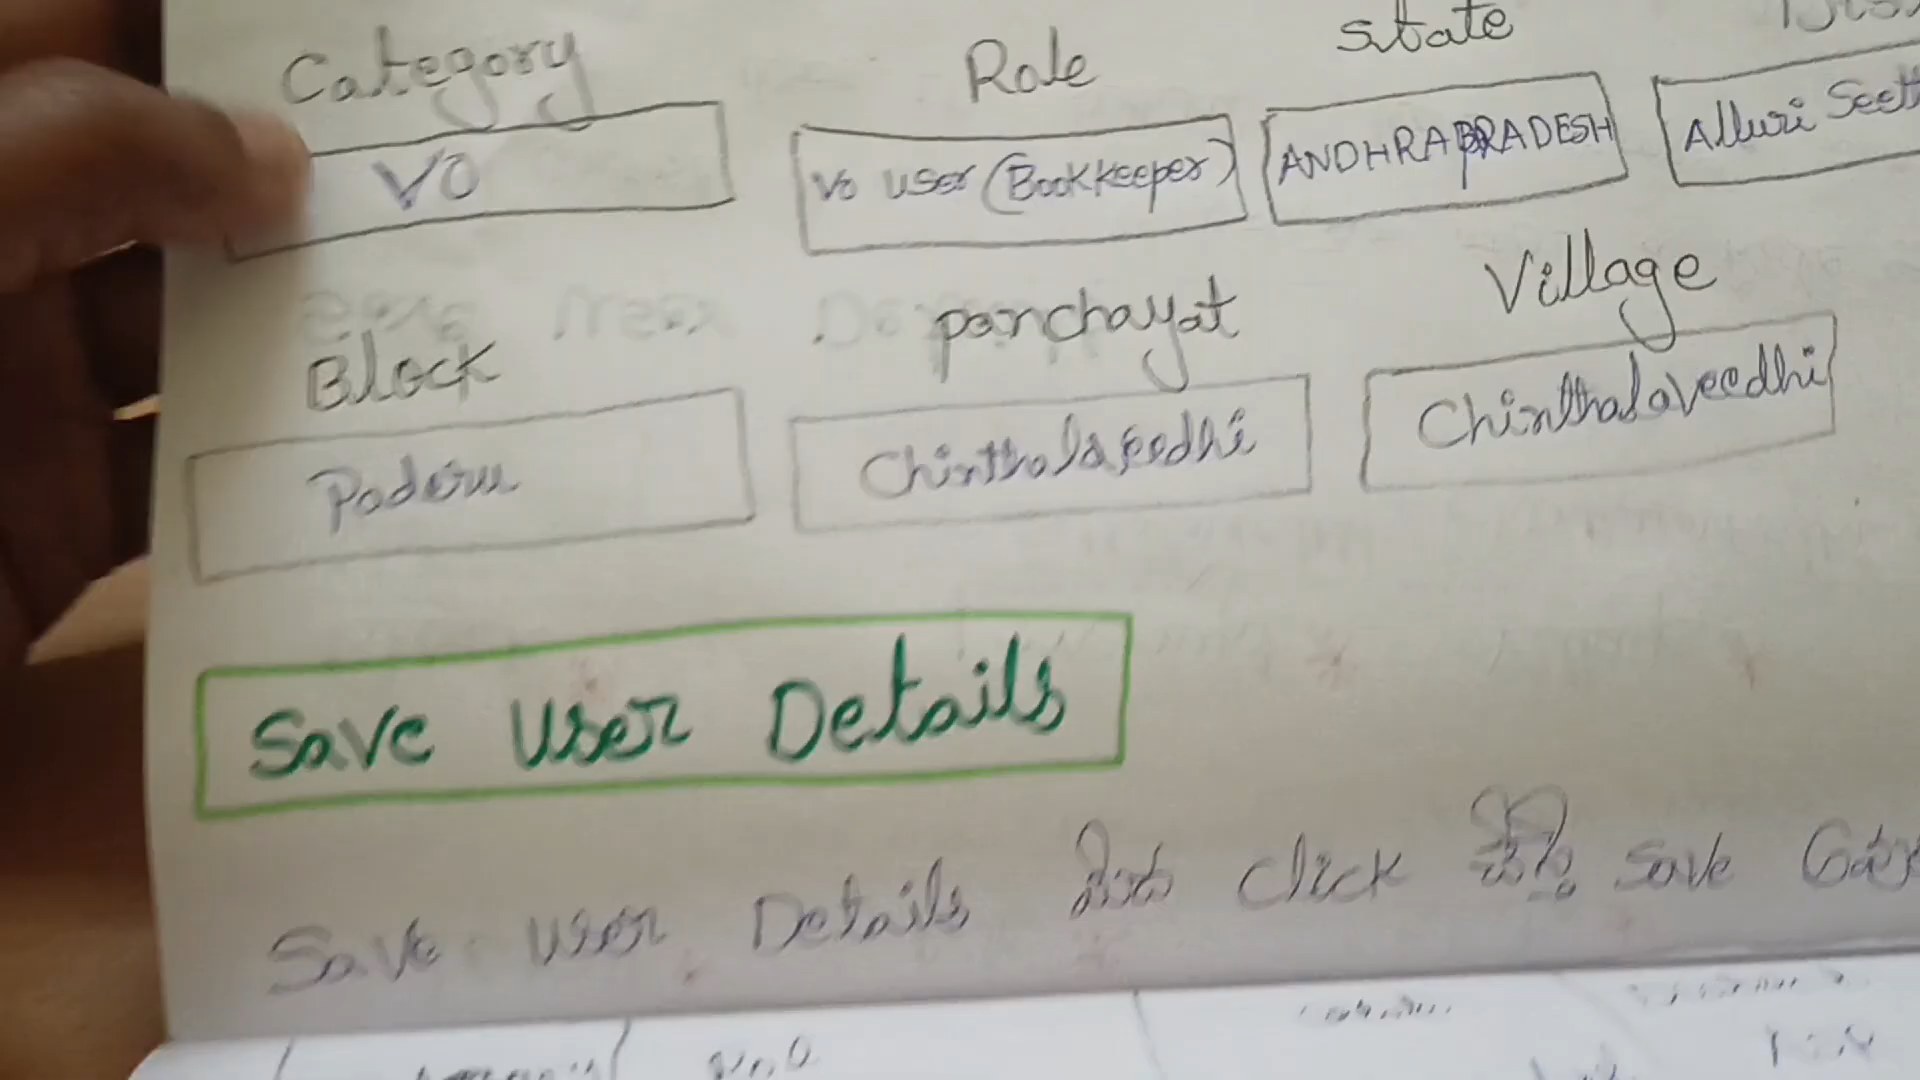 Category Role State
VO Vo user (Bookkeeper) ANDHRAPRADESH Alluri Seeth
Block panchayat Village
Paderu Chinthalaveedhi Chinthalaveedhi
Save User Details
Save User Details మీద click చేస్తే save